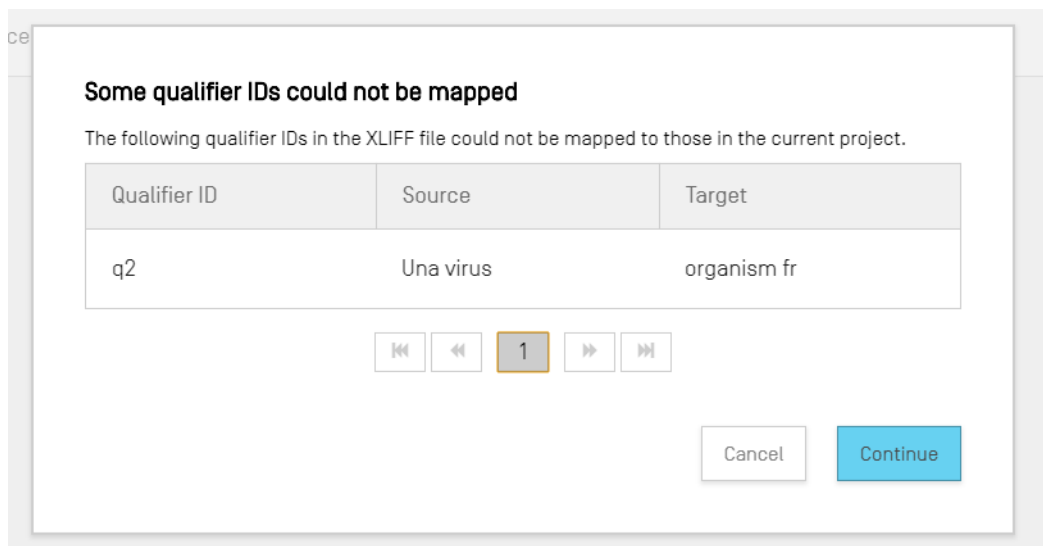 ce
Some qualifier IDs could not be mapped
The following qualifier IDs in the XLIFF file could not be mapped to those in the current project.
Qualifier ID Source Target
q2 Una virus organism fr
1
Cancel Continue